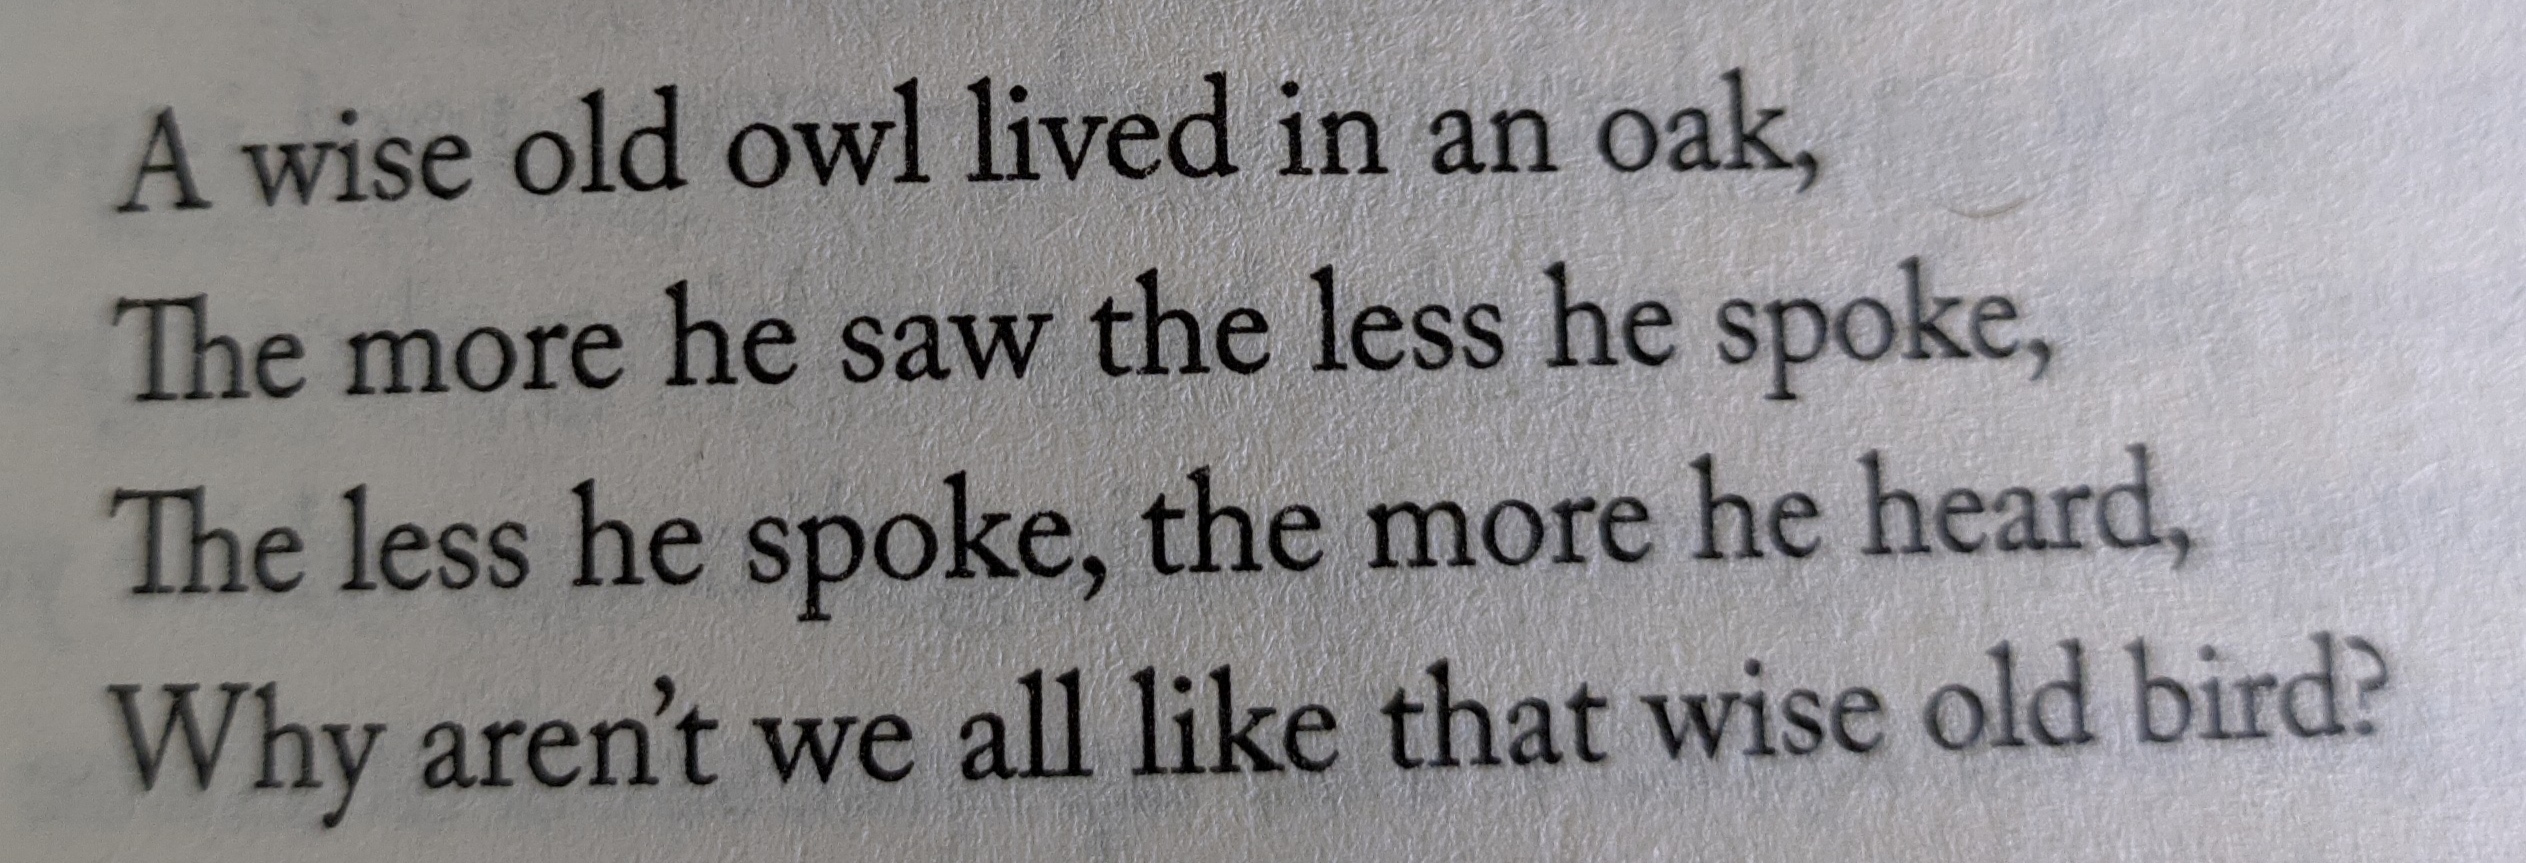 A wise old owl lived in an oak,
The more he saw the less he spoke,
The less he spoke, the more he heard,
Why aren’t we all like that wise old bird?